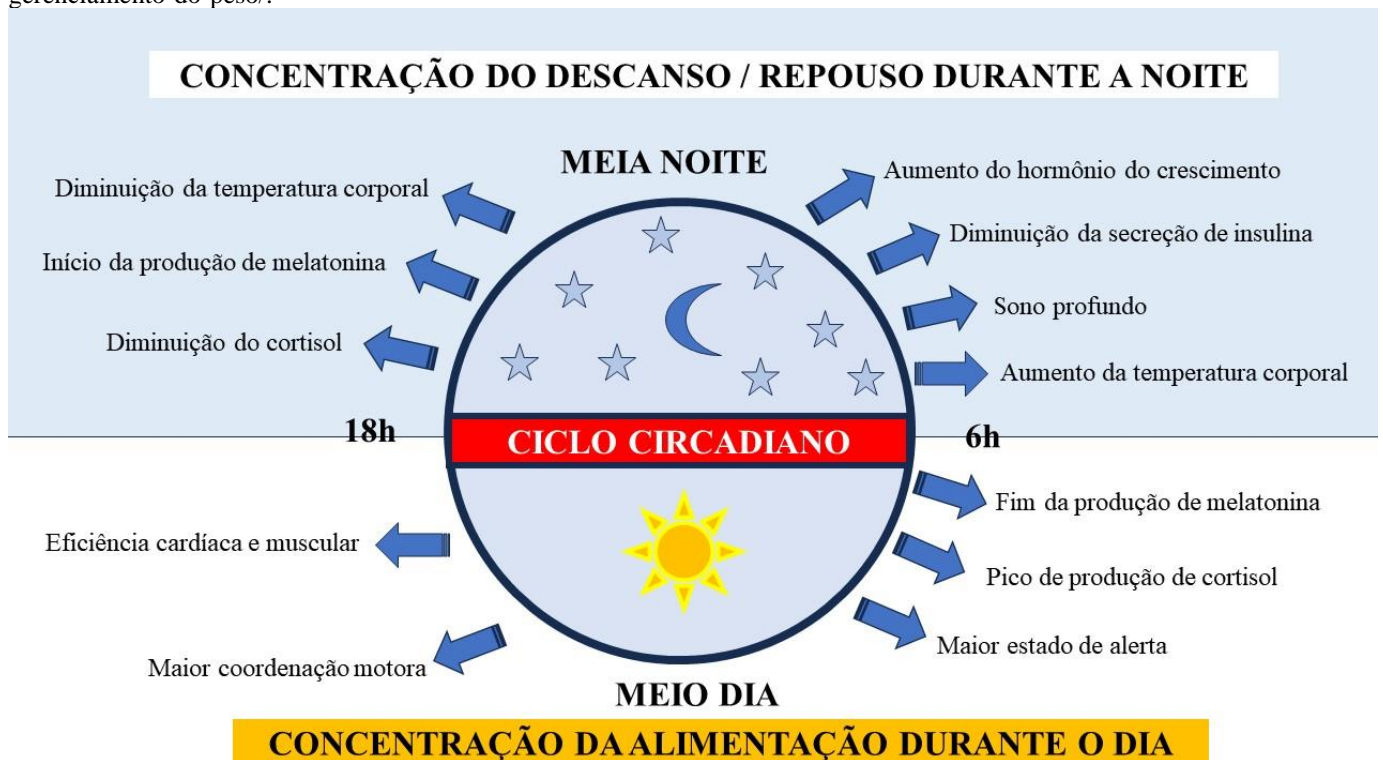 gerenciamento do peso/.
CONCENTRAÇÃO DO DESCANSO / REPOUSO DURANTE A NOITE
MEIA NOITE
Diminuição da temperatura corporal
Início da produção de melatonina
Diminuição do cortisol
Aumento do hormônio do crescimento
Diminuição da secreção de insulina
Sono profundo
Aumento da temperatura corporal
18h
CICLO CIRCADIANO
6h
Eficiência cardíaca e muscular
Maior coordenação motora
Fim da produção de melatonina
Pico de produção de cortisol
Maior estado de alerta
MEIO DIA
CONCENTRAÇÃO DA ALIMENTAÇÃO DURANTE O DIA